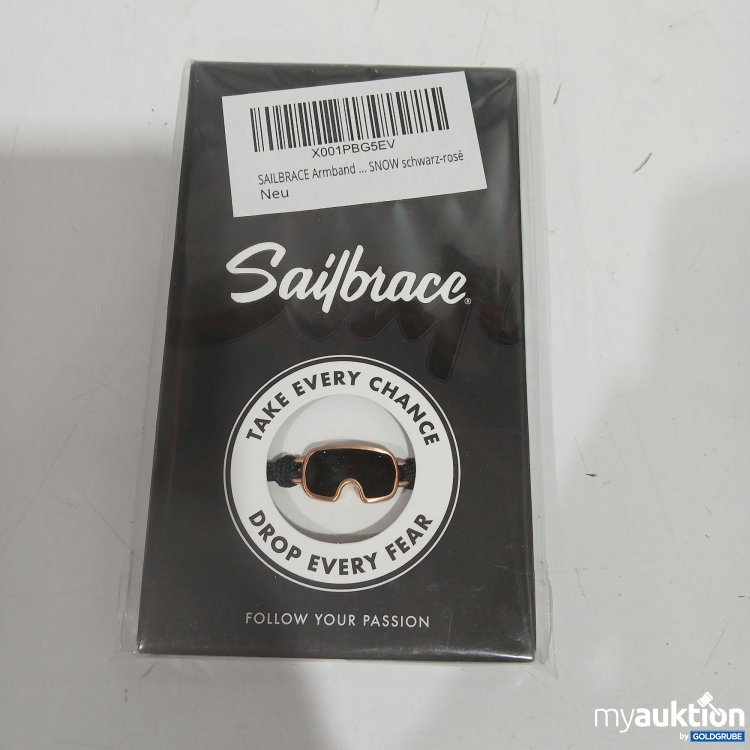 X001PBG5EV
SAILBRACE Armband ... SNOW schwarz-rosé
Neu
Sailbrace®
TAKE EVERY CHANCE
DROP EVERY FEAR
FOLLOW YOUR PASSION
myauktion
by GOLDGRUBE